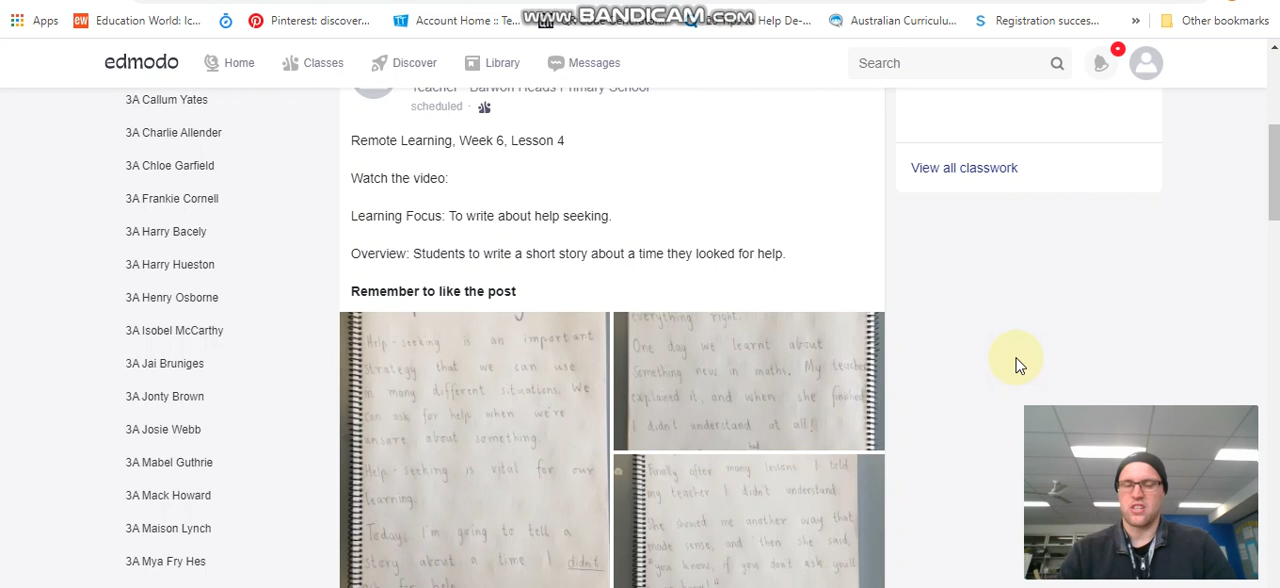 Apps
Education World: Ic...
Pinterest: discover...
Account Home :: Te...
Help De-...
Australian Curriculu...
Registration succes...
»
Other bookmarks
www.BANDICAM.com
edmodo
Home
Classes
Discover
Library
Messages
Search
3A Callum Yates
3A Charlie Allender
3A Chloe Garfield
3A Frankie Cornell
3A Harry Bacely
3A Harry Hueston
3A Henry Osborne
3A Isobel McCarthy
3A Jai Bruniges
3A Jonty Brown
3A Josie Webb
3A Mabel Guthrie
3A Mack Howard
3A Maison Lynch
3A Mya Fry Hes
Teacher - Barwon Heads Primary School
scheduled ·
Remote Learning, Week 6, Lesson 4
Watch the video:
Learning Focus: To write about help seeking.
Overview: Students to write a short story about a time they looked for help.
Remember to like the post
Help-seeking is an important
strategy that we can use
in many different situations. We
can ask for help when we're
unsure about something.
Help-seeking is vital for our
learning.
Today, I'm going to tell a
story about a time I didn't
ask for help
everything right.
One day we learnt about
something new in maths. My teacher
explained it, and when she finished
I didn't understand at all!
Finally after many lessons I told
my teacher I didn't understand.
She showed me another way that
made sense, and then she said,
"you know, if you don't ask you'll
View all classwork